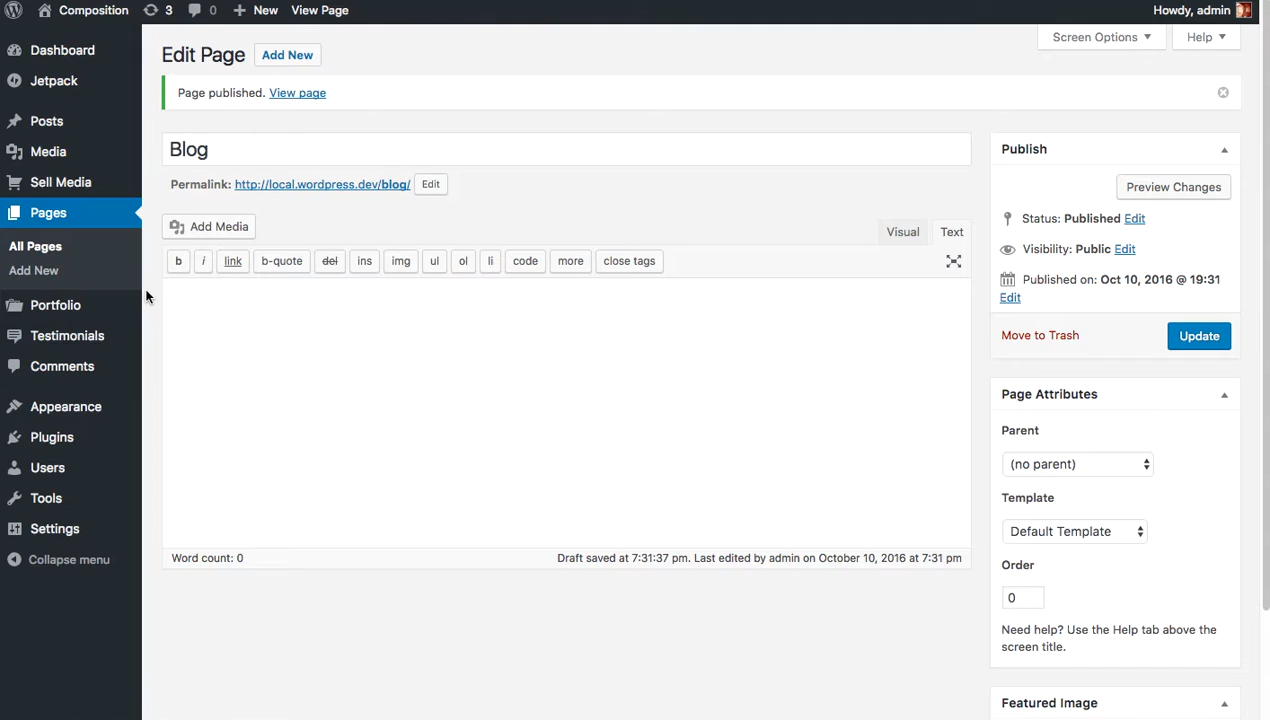 Composition 3 0 New View Page Howdy, admin
Dashboard
Jetpack
Posts
Media
Sell Media
Pages
All Pages
Add New
Portfolio
Testimonials
Comments
Appearance
Plugins
Users
Tools
Settings
Collapse menu
Screen Options Help
Edit Page Add New
Page published. View page
Blog
Permalink: http://local.wordpress.dev/blog/ Edit
Add Media
Visual Text
b i link b-quote del ins img ul ol li code more close tags
Word count: 0 Draft saved at 7:31:37 pm. Last edited by admin on October 10, 2016 at 7:31 pm
Publish
Preview Changes
Status: Published Edit
Visibility: Public Edit
Published on: Oct 10, 2016 @ 19:31
Edit
Move to Trash Update
Page Attributes
Parent
(no parent)
Template
Default Template
Order
0
Need help? Use the Help tab above the
screen title.
Featured Image